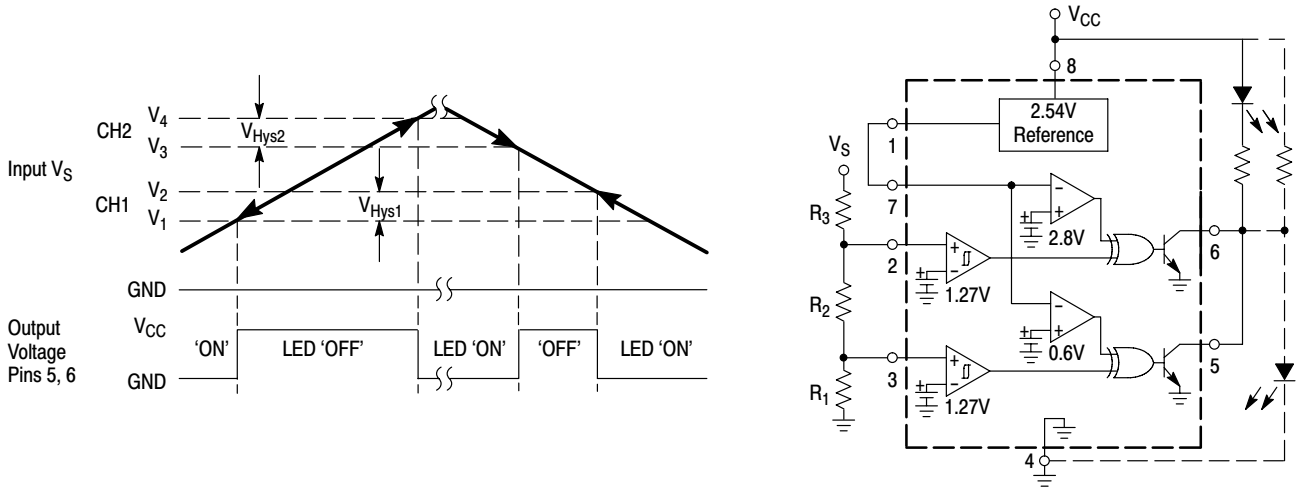 CH2
V4
V3
VHys2
Input VS
CH1
V2
V1
VHys1
GND
Output
Voltage
Pins 5, 6
VCC
GND
'ON'
LED 'OFF'
LED 'ON'
'OFF'
LED 'ON'
VCC
8
2.54V
Reference
1
VS
7
R3
+
-
2.8V
6
2
+
-
1.27V
R2
+
-
0.6V
5
3
+
-
1.27V
R1
4